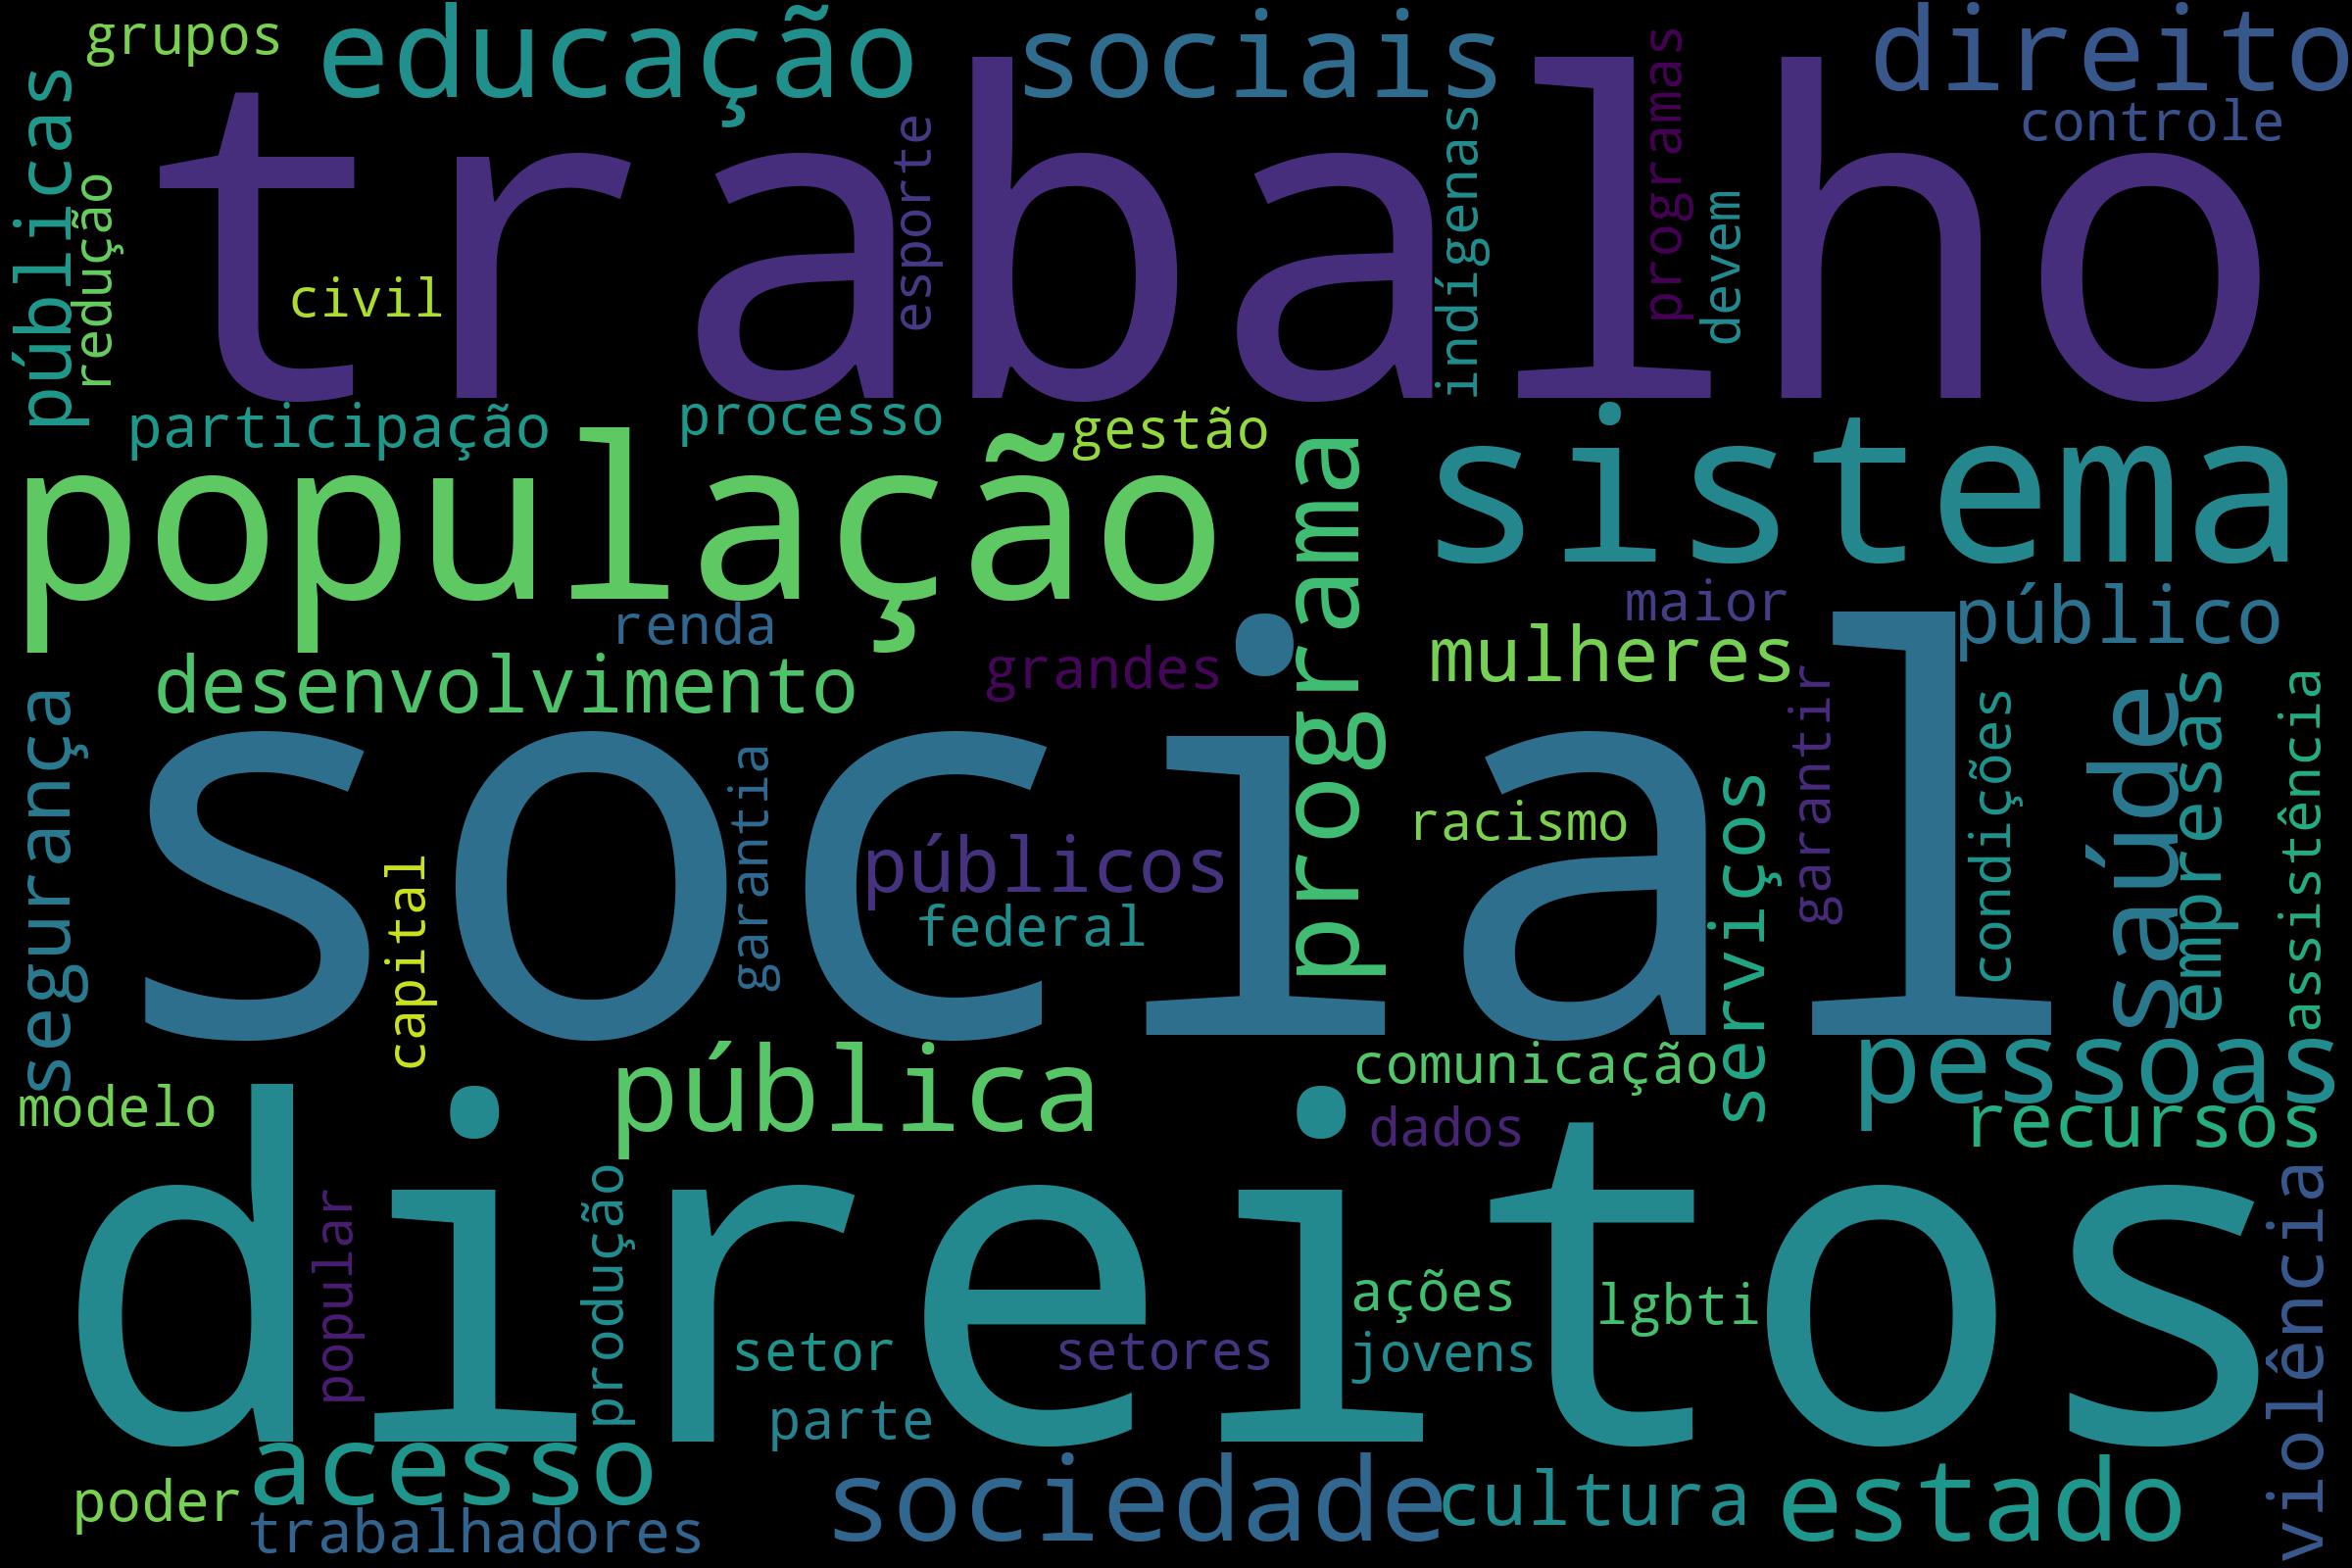 grupos
educação
sociais
direito
controle
públicas
redução
trabalho
civil
esporte
indígenas
programas
devem
participação
processo
gestão
população
programa
sistema
renda
maior
público
desenvolvimento
grandes
mulheres
segurança
social
capital
garantia
públicos
federal
racismo
serviços
garantir
condições
saúde
empresas
assistência
modelo
pública
comunicação
dados
pessoas
recursos
direitos
popular
produção
setor
setores
ações
jovens
lgbti
parte
violência
acesso
poder
trabalhadores
sociedade
cultura
estado